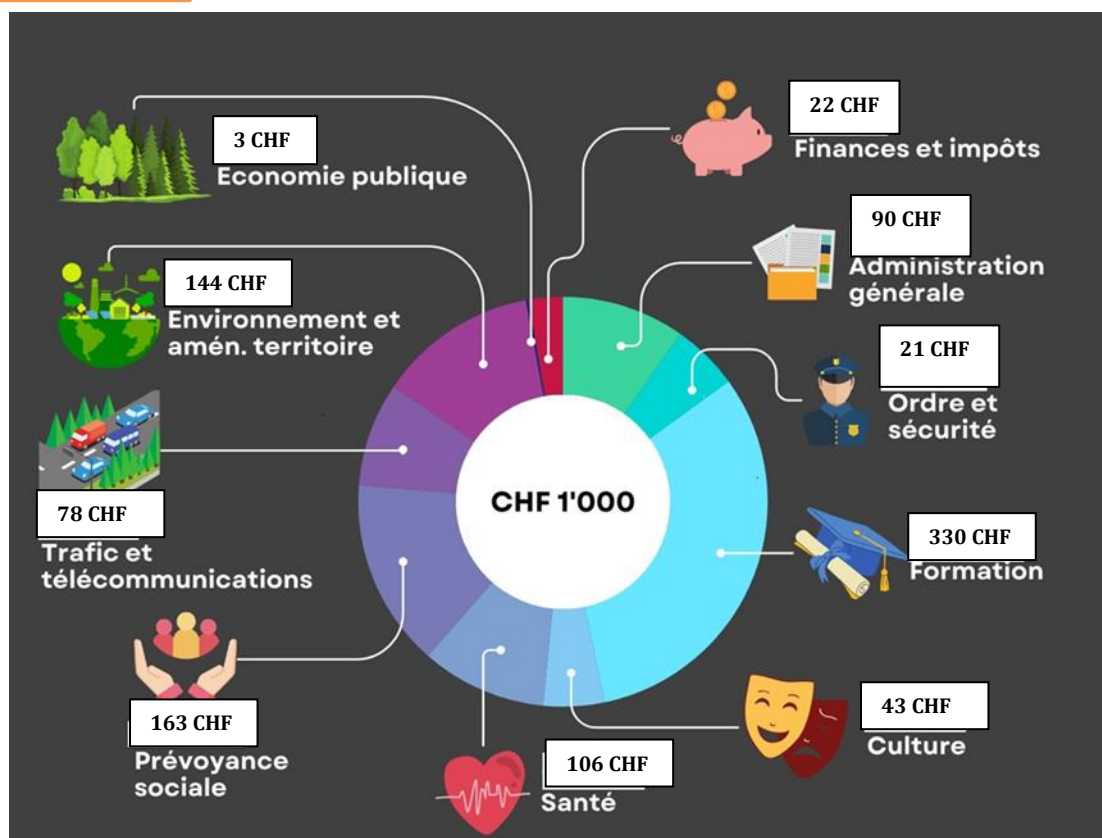 3 CHF
Economie publique
22 CHF
Finances et impôts
90 CHF
Administration
générale
144 CHF
Environnement et
amén. territoire
21 CHF
Ordre et
sécurité
CHF 1'000
78 CHF
Trafic et
télécommunications
330 CHF
Formation
163 CHF
Prévoyance
sociale
106 CHF
Santé
43 CHF
Culture